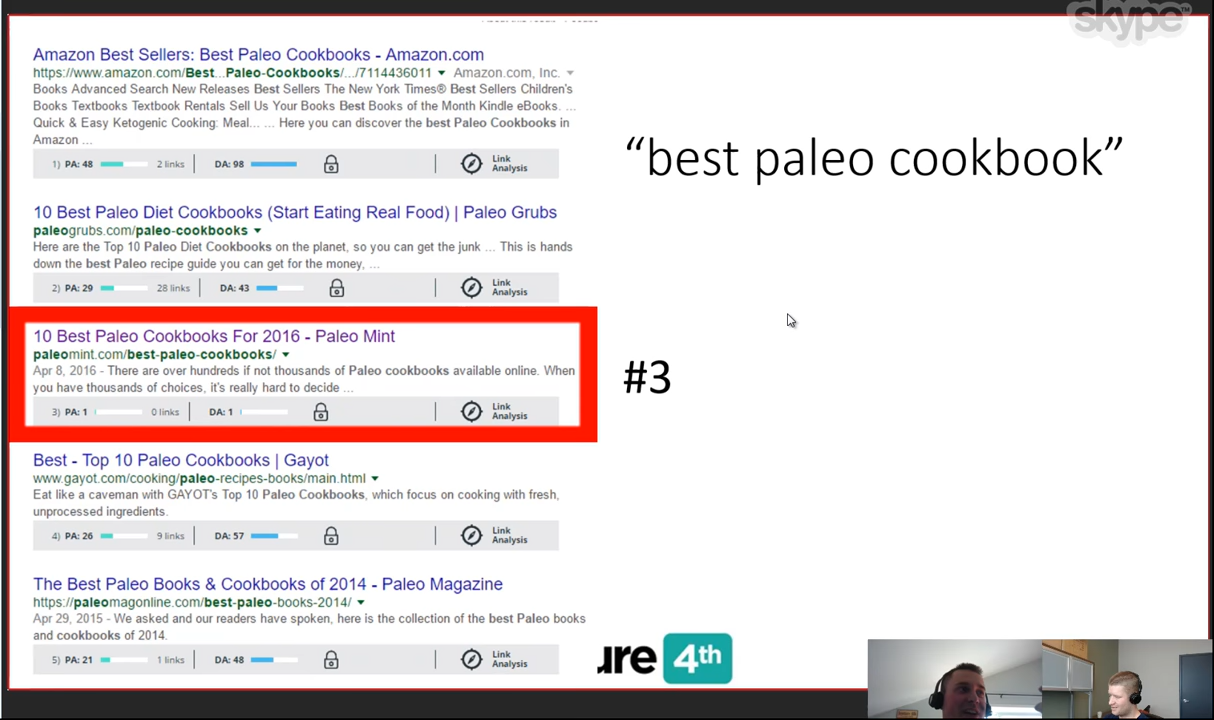 skype™
Amazon Best Sellers: Best Paleo Cookbooks - Amazon.com
https://www.amazon.com/Best...Paleo-Cookbooks/.../7114436011 Amazon.com, Inc.
Books Advanced Search New Releases Best Sellers The New York Times® Best Sellers Children's
Books Textbooks Textbook Rentals Sell Us Your Books Best Books of the Month Kindle eBooks. ...
Quick & Easy Ketogenic Cooking: Meal... ... Here you can discover the best Paleo Cookbooks in
Amazon ...
1) PA: 48 2 links DA: 98 Link Analysis
"best paleo cookbook"
10 Best Paleo Diet Cookbooks (Start Eating Real Food) | Paleo Grubs
paleogrubs.com/paleo-cookbooks
Here are the Top 10 Paleo Diet Cookbooks on the planet, so you can get the junk ... This is hands
down the best Paleo recipe guide you can get for the money, ...
2) PA: 29 28 links DA: 43 Link Analysis
10 Best Paleo Cookbooks For 2016 - Paleo Mint
paleomint.com/best-paleo-cookbooks/
Apr 8, 2016 - There are over hundreds if not thousands of Paleo cookbooks available online. When
you have thousands of choices, it's really hard to decide ...
3) PA: 1 0 links DA: 1 Link Analysis
#3
Best - Top 10 Paleo Cookbooks | Gayot
www.gayot.com/cooking/paleo-recipes-books/main.html
Eat like a caveman with GAYOT's Top 10 Paleo Cookbooks, which focus on cooking with fresh,
unprocessed ingredients.
4) PA: 26 9 links DA: 57 Link Analysis
The Best Paleo Books & Cookbooks of 2014 - Paleo Magazine
https://paleomagonline.com/best-paleo-books-2014/
Apr 29, 2015 - We asked and our readers have spoken, here is the collection of the best Paleo books
and cookbooks of 2014.
5) PA: 21 1 links DA: 48 Link Analysis
ure 4th